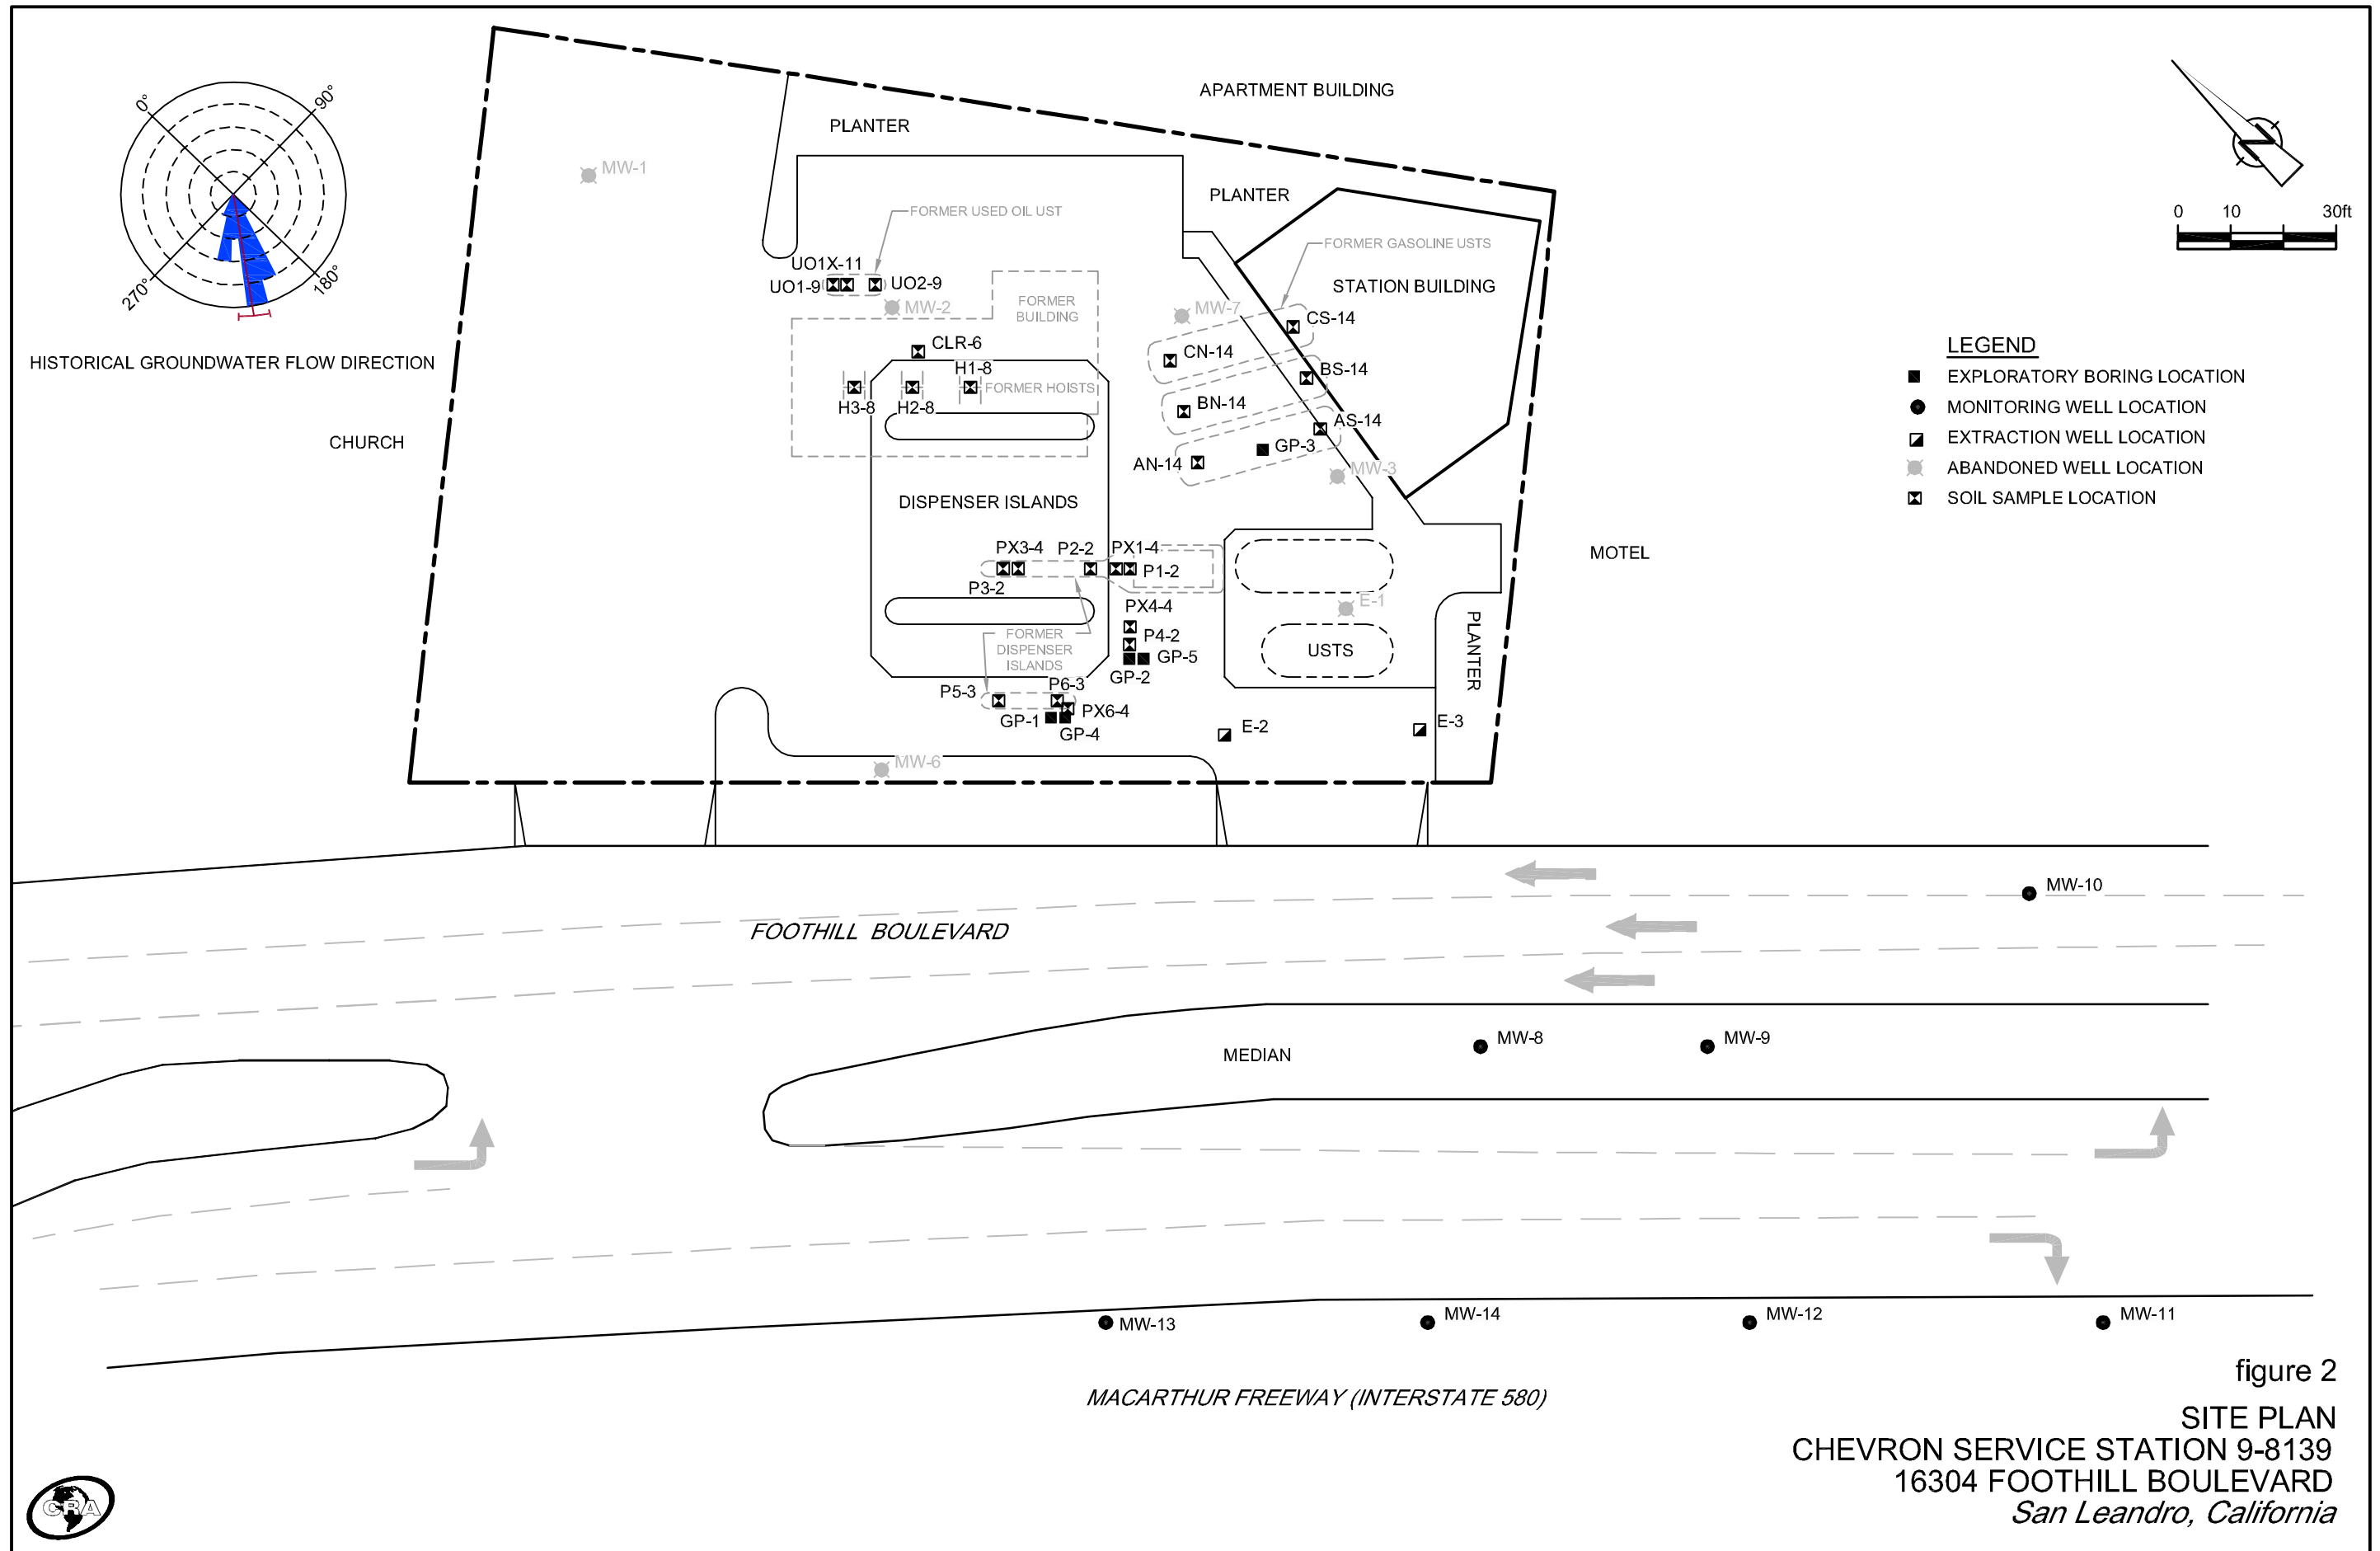 APARTMENT BUILDING
0°
90°
270°
180°
HISTORICAL GROUNDWATER FLOW DIRECTION
PLANTER
MW-1
PLANTER
N
0 10 30ft
FORMER USED OIL UST
FORMER GASOLINE USTS
UO1X-11
UO1-9
UO2-9
MW-2
FORMER
BUILDING
MW-7
STATION BUILDING
CS-14
CLR-6
CN-14
H1-8
FORMER HOISTS
BS-14
H3-8
H2-8
BN-14
AS-14
GP-3
AN-14
MW-3
CHURCH
LEGEND
EXPLORATORY BORING LOCATION
MONITORING WELL LOCATION
EXTRACTION WELL LOCATION
ABANDONED WELL LOCATION
SOIL SAMPLE LOCATION
DISPENSER ISLANDS
MOTEL
PX3-4
P2-2
PX1-4
P1-2
P3-2
E-1
PX4-4
P4-2
FORMER
DISPENSER
ISLANDS
USTS
PLANTER
GP-5
GP-2
P5-3
P6-3
PX6-4
GP-1
GP-4
E-2
E-3
MW-6
MW-10
FOOTHILL BOULEVARD
MW-8
MW-9
MEDIAN
MW-13
MW-14
MW-12
MW-11
MACARTHUR FREEWAY (INTERSTATE 580)
figure 2
SITE PLAN
CHEVRON SERVICE STATION 9-8139
16304 FOOTHILL BOULEVARD
San Leandro, California
CRA